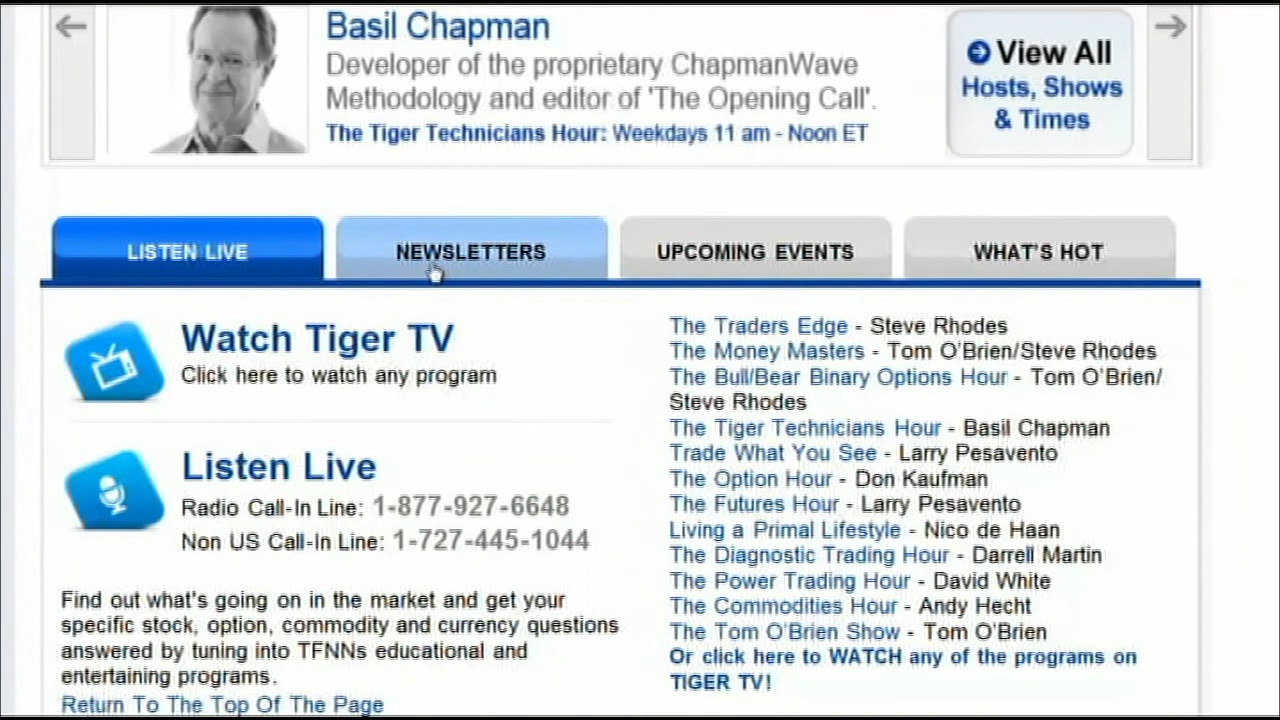 Basil Chapman
Developer of the proprietary ChapmanWave
Methodology and editor of 'The Opening Call'.
The Tiger Technicians Hour: Weekdays 11 am - Noon ET
View All
Hosts, Shows
& Times
LISTEN LIVE
NEWSLETTERS
UPCOMING EVENTS
WHAT'S HOT
Watch Tiger TV
Click here to watch any program
Listen Live
Radio Call-In Line: 1-877-927-6648
Non US Call-In Line: 1-727-445-1044
Find out what's going on in the market and get your
specific stock, option, commodity and currency questions
answered by tuning into TFNNs educational and
entertaining programs.
Return To The Top Of The Page
The Traders Edge - Steve Rhodes
The Money Masters - Tom O'Brien/Steve Rhodes
The Bull/Bear Binary Options Hour - Tom O'Brien/
Steve Rhodes
The Tiger Technicians Hour - Basil Chapman
Trade What You See - Larry Pesavento
The Option Hour - Don Kaufman
The Futures Hour - Larry Pesavento
Living a Primal Lifestyle - Nico de Haan
The Diagnostic Trading Hour - Darrell Martin
The Power Trading Hour - David White
The Commodities Hour - Andy Hecht
The Tom O'Brien Show - Tom O'Brien
Or click here to WATCH any of the programs on
TIGER TV!